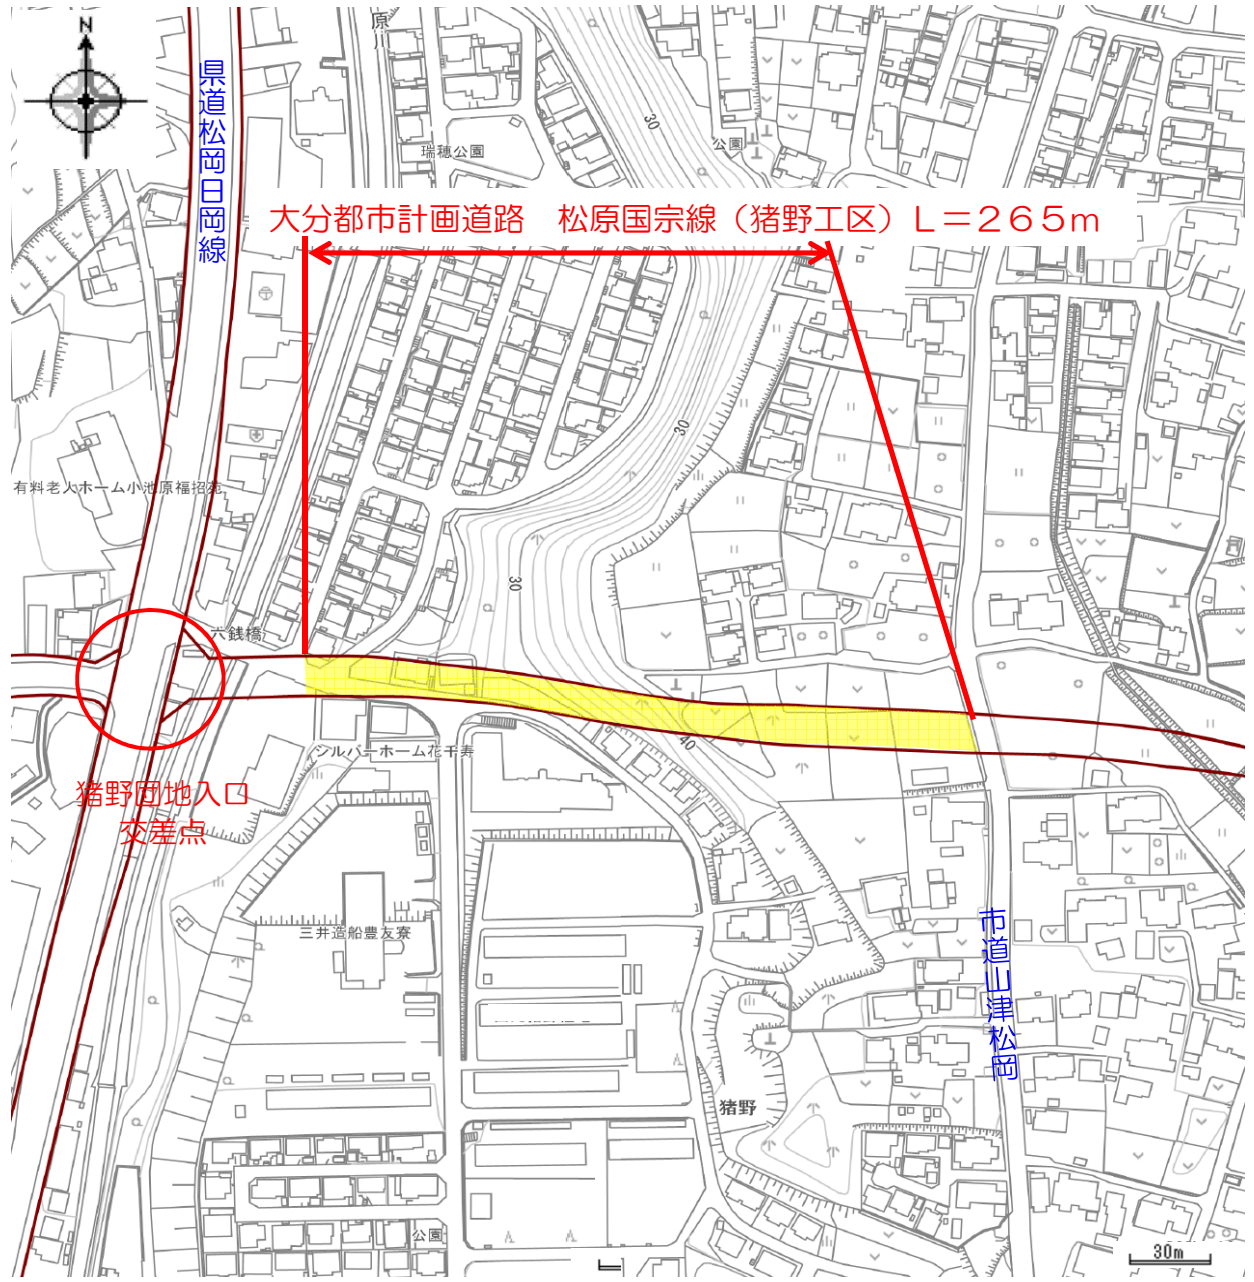 N
原川
県道松岡日岡線
30
瑞穂公園
公園
大分都市計画道路　松原国宗線（猪野工区）Ｌ＝２６５ｍ
30
有料老人ホーム小池原福招苑
30
六銭橋
シルバーホーム花千寿
40
猪野団地入口
交差点
三井造船豊友寮
市道山津松岡
猪野
公園
30m